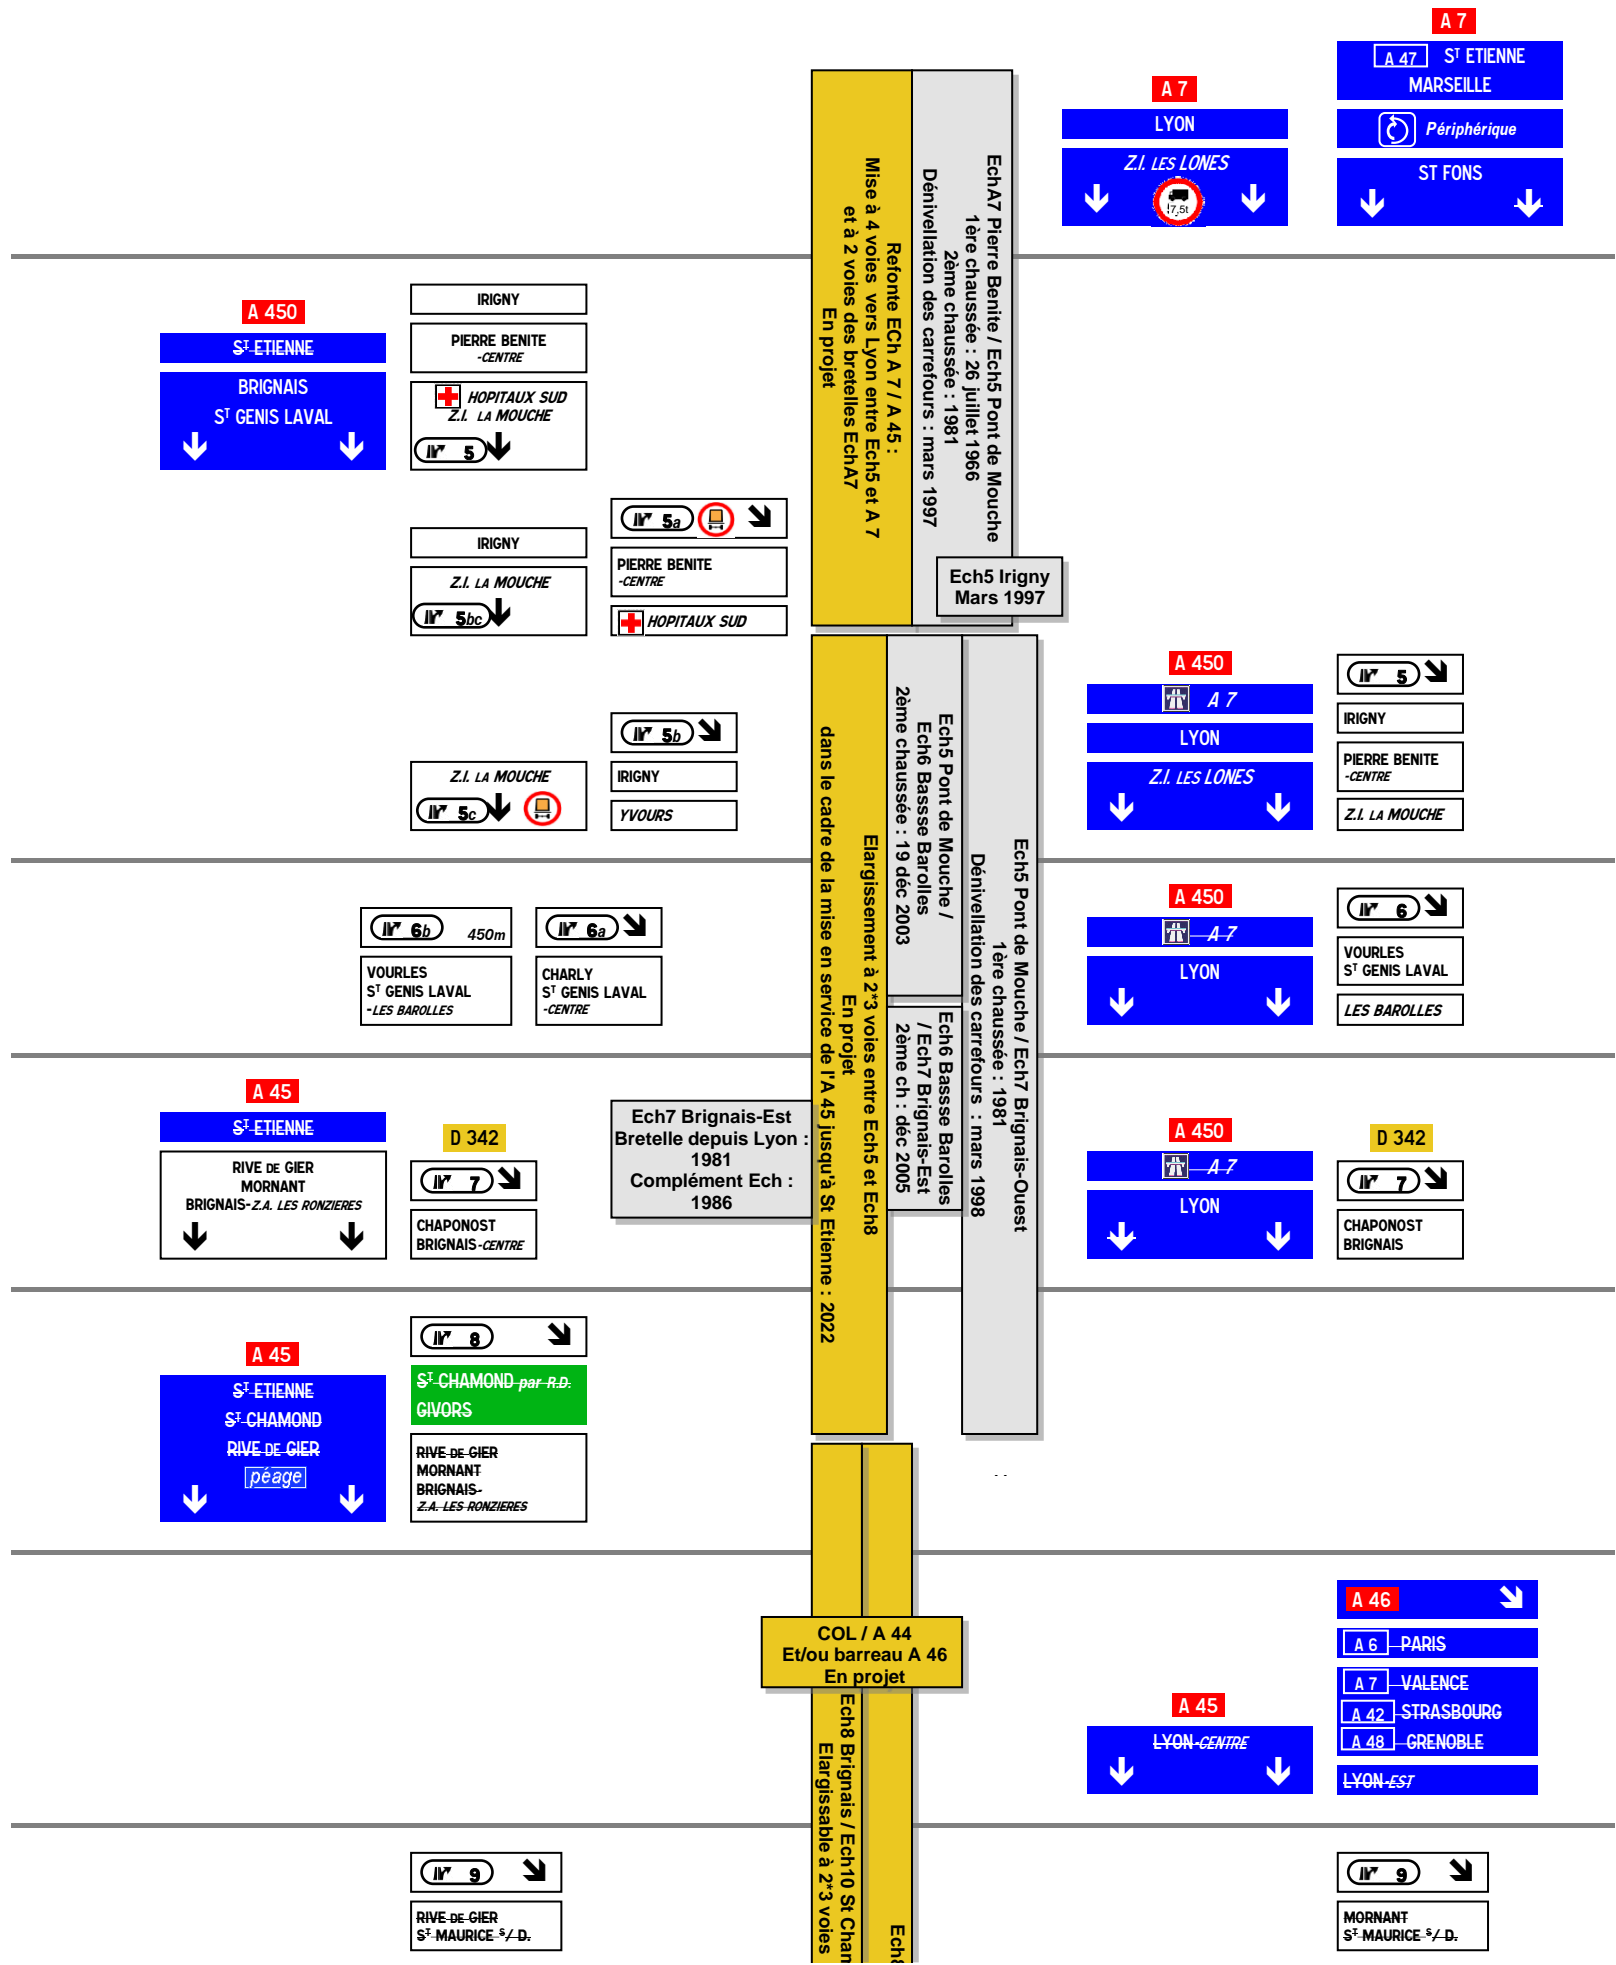 A 7
A 47 Sᵀ ETIENNE
MARSEILLE
Périphérique
ST FONS
A 7
LYON
Z.I. LES LONES
7,5t
EchA7 Pierre Benite / Ech5 Pont de Mouche
1ère chaussée : 26 juillet 1966
2ème chaussée : 1981
Dénivellation des carrefours : mars 1997
Refonte ECh A 7 / A 45 :
Mise à 4 voies vers Lyon entre Ech5 et A 7
et à 2 voies des bretelles EchA7
En projet
A 450
Sᵀ ETIENNE
BRIGNAIS
Sᵀ GENIS LAVAL
IRIGNY
PIERRE BENITE
-CENTRE
HOPITAUX SUD
Z.I. LA MOUCHE
5
IRIGNY
Z.I. LA MOUCHE
5bc
5a
PIERRE BENITE
-CENTRE
HOPITAUX SUD
Ech5 Irigny
Mars 1997
Z.I. LA MOUCHE
5c
5b
IRIGNY
YVOURS
A 450
A 7
LYON
Z.I. LES LONES
5
IRIGNY
PIERRE BENITE
-CENTRE
Z.I. LA MOUCHE
Ech5 Pont de Mouche / Ech7 Brignais-Ouest
1ère chaussée : 1981
Dénivellation des carrefours : mars 1998
Ech5 Pont de Mouche /
Ech6 Bassse Barolles
2ème chaussée : 19 déc 2003
Elargissement à 2*3 voies entre Ech5 et Ech8
En projet
dans le cadre de la mise en service de l'A 45 jusqu'à St Etienne : 2022
6b 450m
VOURLES
Sᵀ GENIS LAVAL
-LES BAROLLES
6a
CHARLY
Sᵀ GENIS LAVAL
-CENTRE
A 450
A 7
LYON
6
VOURLES
Sᵀ GENIS LAVAL
LES BAROLLES
Ech6 Bassse Barolles
/ Ech7 Brignais-Est
2ème ch : déc 2005
A 45
Sᵀ ETIENNE
RIVE DE GIER
MORNANT
BRIGNAIS-Z.A. LES RONZIERES
D 342
7
CHAPONOST
BRIGNAIS-CENTRE
Ech7 Brignais-Est
Bretelle depuis Lyon :
1981
Complément Ech :
1986
A 450
A 7
LYON
D 342
7
CHAPONOST
BRIGNAIS
A 45
Sᵀ ETIENNE
Sᵀ CHAMOND
RIVE DE GIER
péage
8
Sᵀ CHAMOND par R.D.
GIVORS
RIVE DE GIER
MORNANT
BRIGNAIS-
Z.A. LES RONZIERES
COL / A 44
Et/ou barreau A 46
En projet
A 45
LYON-CENTRE
A 46
A 6 PARIS
A 7 VALENCE
A 42 STRASBOURG
A 48 GRENOBLE
LYON-EST
Ech8 Brignais / Ech10 St Cham
Elargissable à 2*3 voies
Ech8
9
RIVE DE GIER
Sᵀ MAURICE ˢ/ D.
9
MORNANT
Sᵀ MAURICE ˢ/ D.